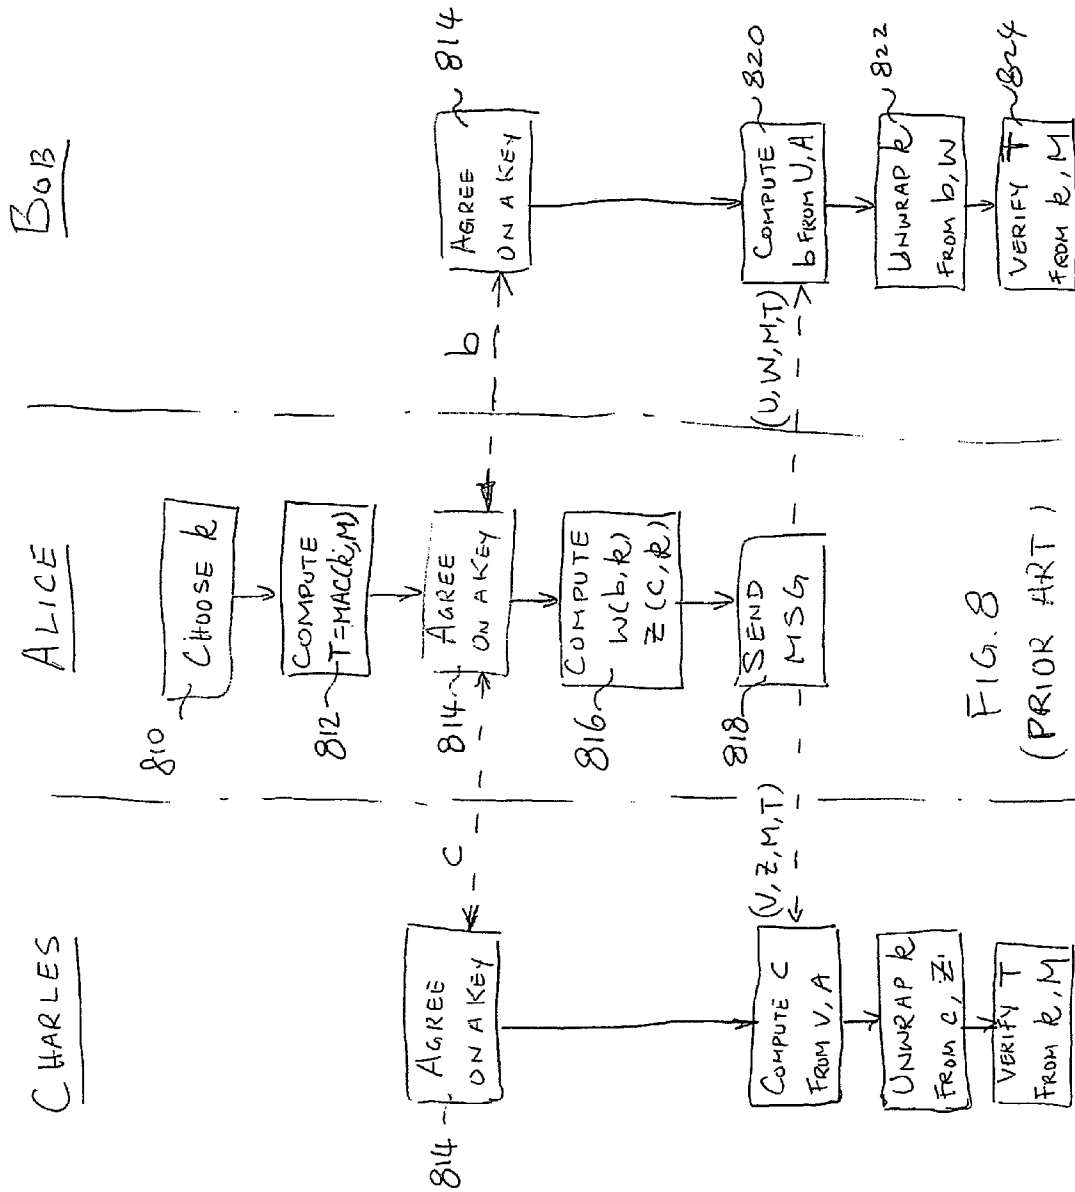 CHARLES
ALICE
BOB
810
CHOOSE k
812
COMPUTE
T=MAC(k,M)
814
AGREE
ON A KEY
c
814
AGREE
ON A KEY
b
814
AGREE
ON A KEY
816
COMPUTE
W(b,k)
Z(c,k)
818
SEND
MSG
(V,Z,M,T)
(U,W,M,T)
COMPUTE C
FROM V, A
820
COMPUTE
b FROM U, A
UNWRAP k
FROM c, Z
822
UNWRAP k
FROM b, W
VERIFY T
FROM k, M
824
VERIFY T
FROM k, M
FIG. 8
(PRIOR ART)